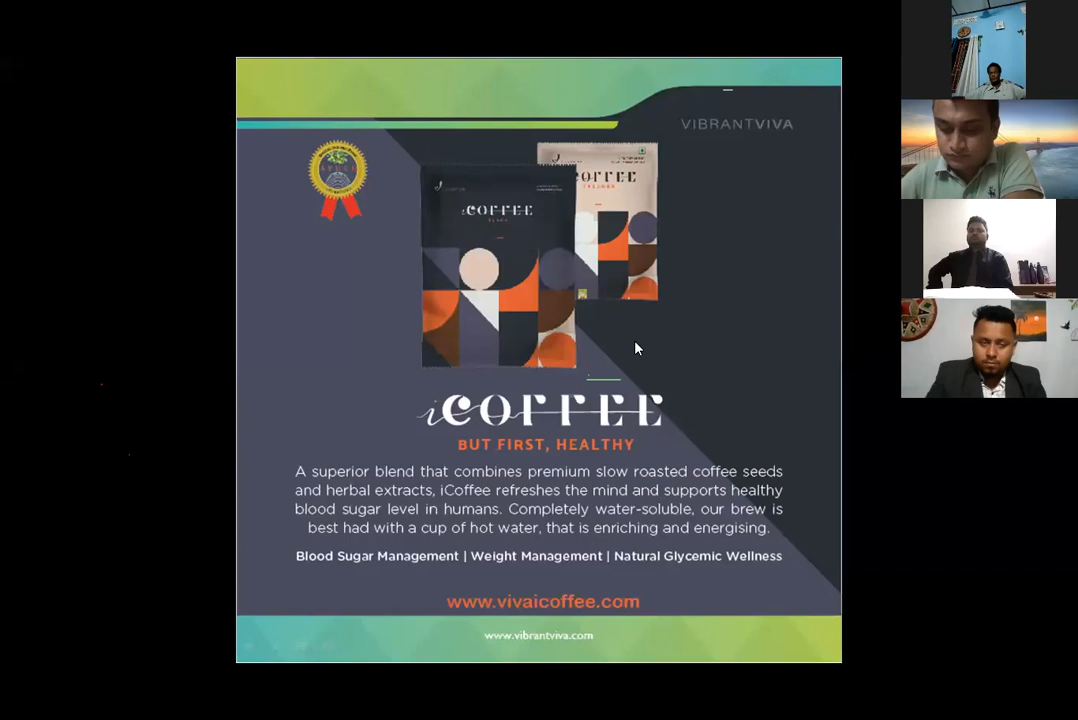 VIBRANTVIVA
iCOFFEE
iCOFFEE
iCOFFEE
BUT FIRST, HEALTHY
A superior blend that combines premium slow roasted coffee seeds
and herbal extracts, iCoffee refreshes the mind and supports healthy
blood sugar level in humans. Completely water-soluble, our brew is
best had with a cup of hot water, that is enriching and energising.
Blood Sugar Management | Weight Management | Natural Glycemic Wellness
www.vivaicoffee.com
www.vibrantviva.com